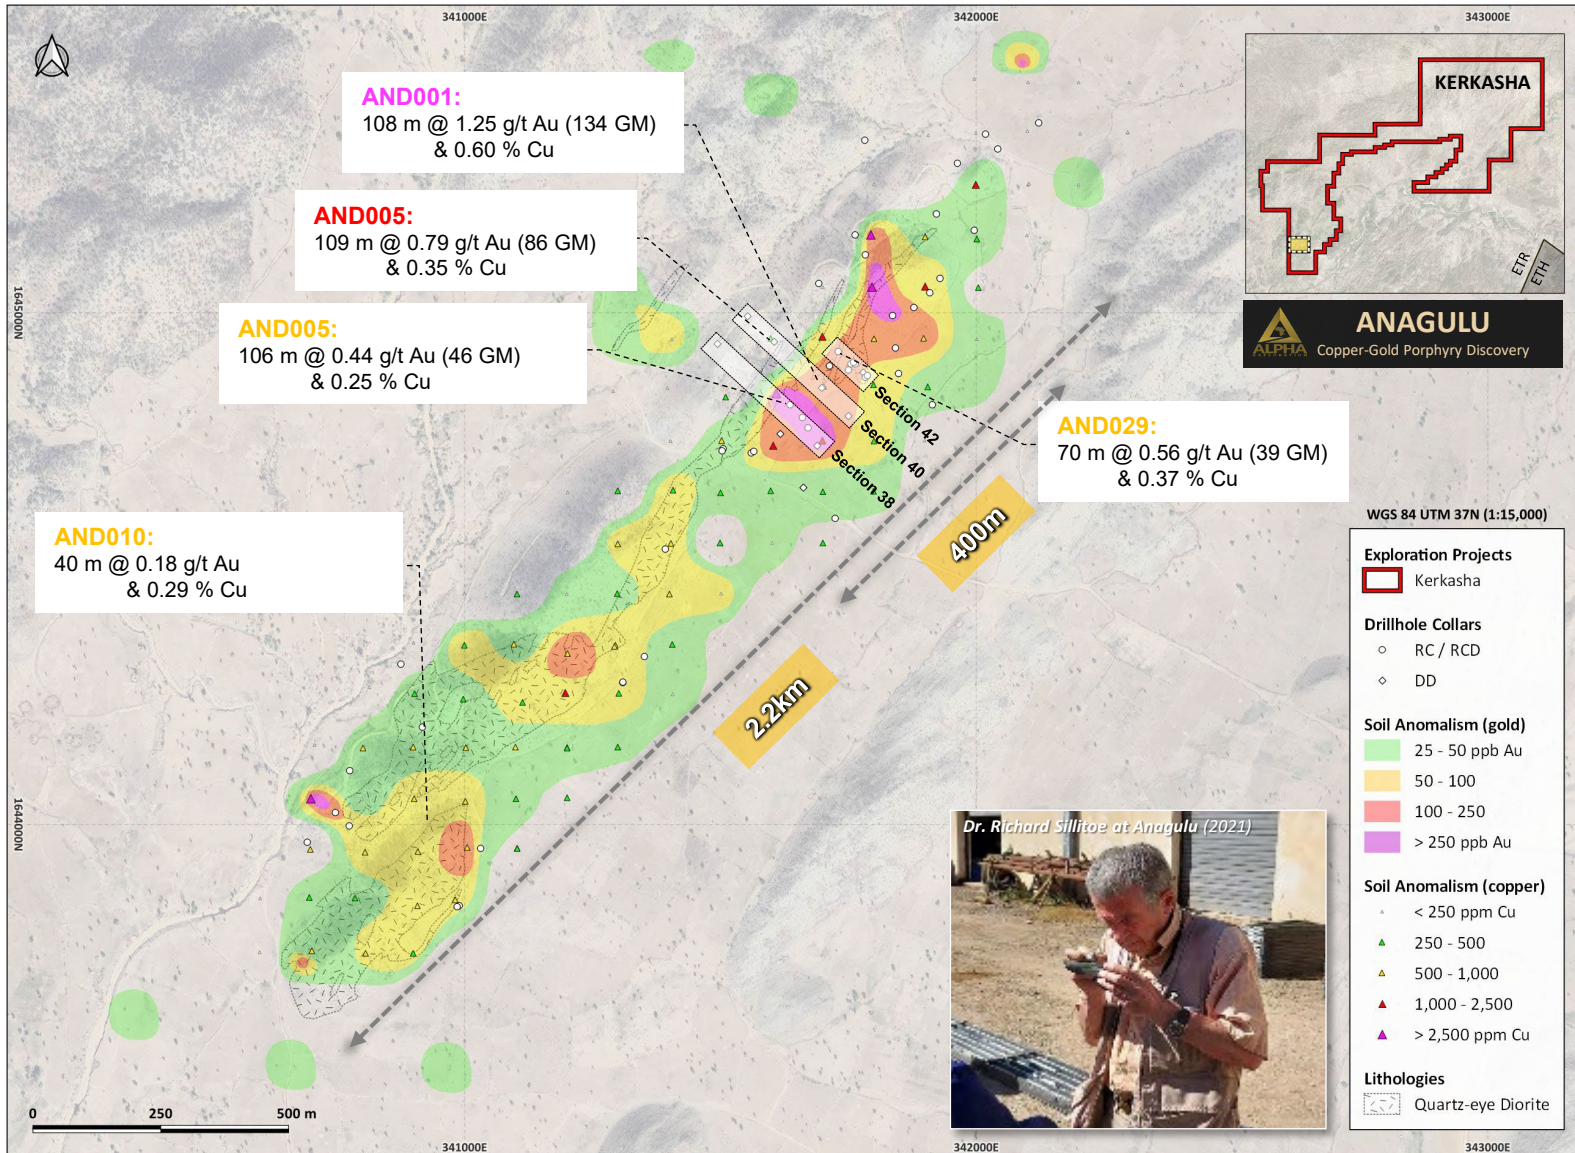 341000E
342000E
343000E
KERKASHA
ETR
ETH
ALPHA
ANAGULU
Copper-Gold Porphyry Discovery
AND001:
108 m @ 1.25 g/t Au (134 GM)
& 0.60 % Cu
AND005:
109 m @ 0.79 g/t Au (86 GM)
& 0.35 % Cu
AND005:
106 m @ 0.44 g/t Au (46 GM)
& 0.25 % Cu
AND029:
70 m @ 0.56 g/t Au (39 GM)
& 0.37 % Cu
AND010:
40 m @ 0.18 g/t Au
& 0.29 % Cu
1645000N
1644000N
Section 42
Section 40
Section 38
400m
2.2km
WGS 84 UTM 37N (1:15,000)
Exploration Projects
Kerkasha
Drillhole Collars
RC / RCD
DD
Soil Anomalism (gold)
25 - 50 ppb Au
50 - 100
100 - 250
> 250 ppb Au
Soil Anomalism (copper)
< 250 ppm Cu
250 - 500
500 - 1,000
1,000 - 2,500
> 2,500 ppm Cu
Lithologies
Quartz-eye Diorite
Dr. Richard Sillitoe at Anagulu (2021)
0 250 500 m
341000E
342000E
343000E